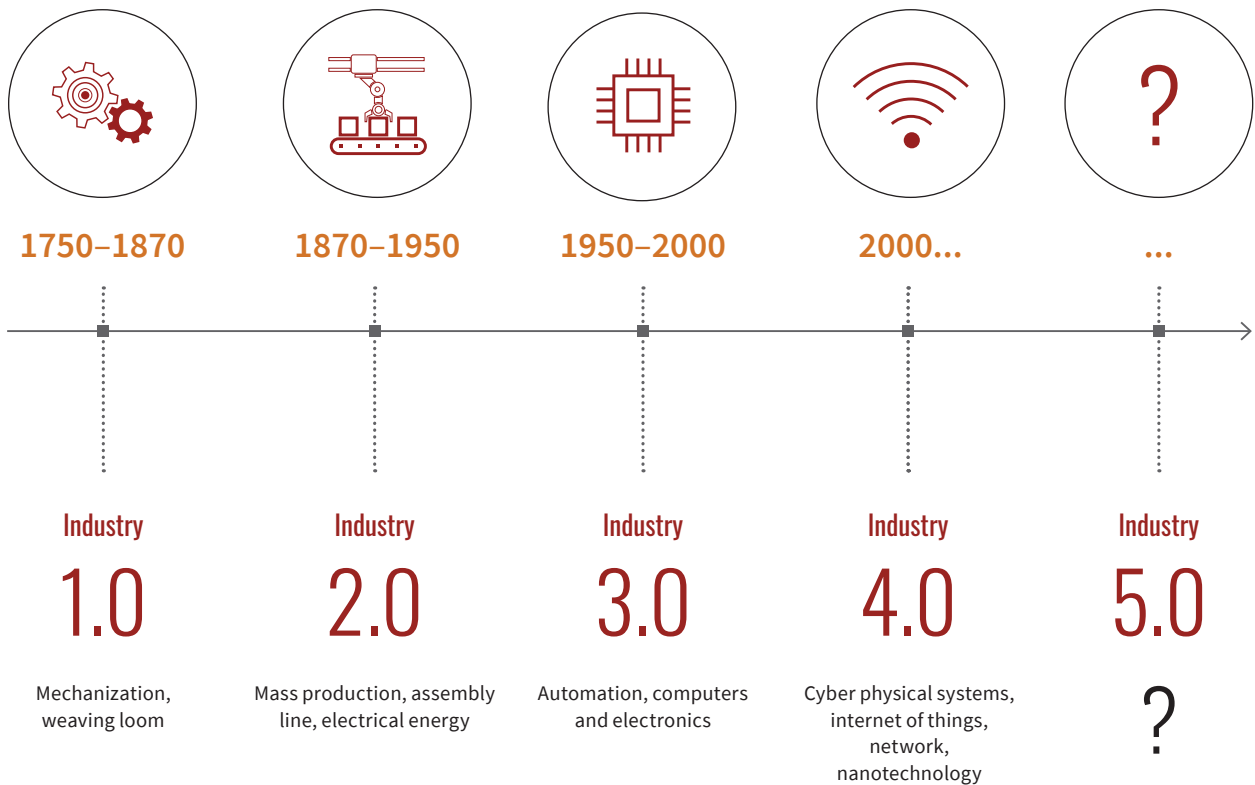 ?
1750–1870
1870–1950
1950–2000
2000...
...
Industry
1.0
Mechanization,
weaving loom
Industry
2.0
Mass production, assembly
line, electrical energy
Industry
3.0
Automation, computers
and electronics
Industry
4.0
Cyber physical systems,
internet of things,
network,
nanotechnology
Industry
5.0
?